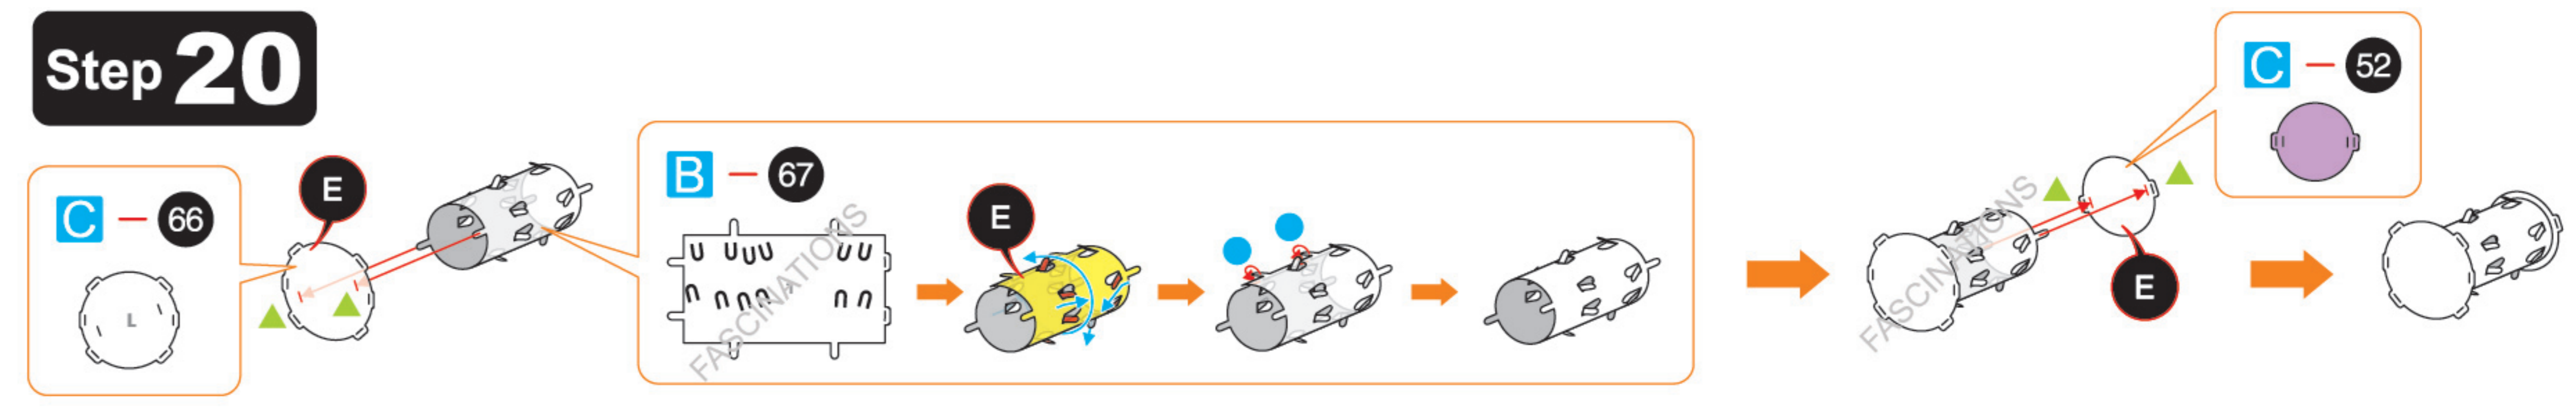 Step 20
C - 66
L
E
B - 67
E
FASCINATIONS
C - 52
E
FASCINATIONS